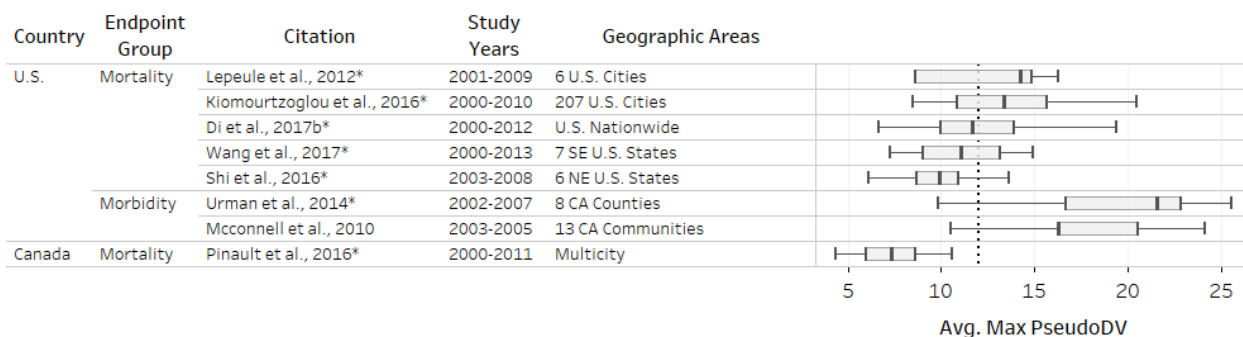 Country Endpoint Group Citation Study Years Geographic Areas
U.S. Mortality Lepeule et al., 2012* 2001-2009 6 U.S. Cities
Kiomourtzoglou et al., 2016* 2000-2010 207 U.S. Cities
Di et al., 2017b* 2000-2012 U.S. Nationwide
Wang et al., 2017* 2000-2013 7 SE U.S. States
Shi et al., 2016* 2003-2008 6 NE U.S. States
Morbidity Urman et al., 2014* 2002-2007 8 CA Counties
Mcconnell et al., 2010 2003-2005 13 CA Communities
Canada Mortality Pinault et al., 2016* 2000-2011 Multicity
5 10 15 20 25
Avg. Max PseudoDV